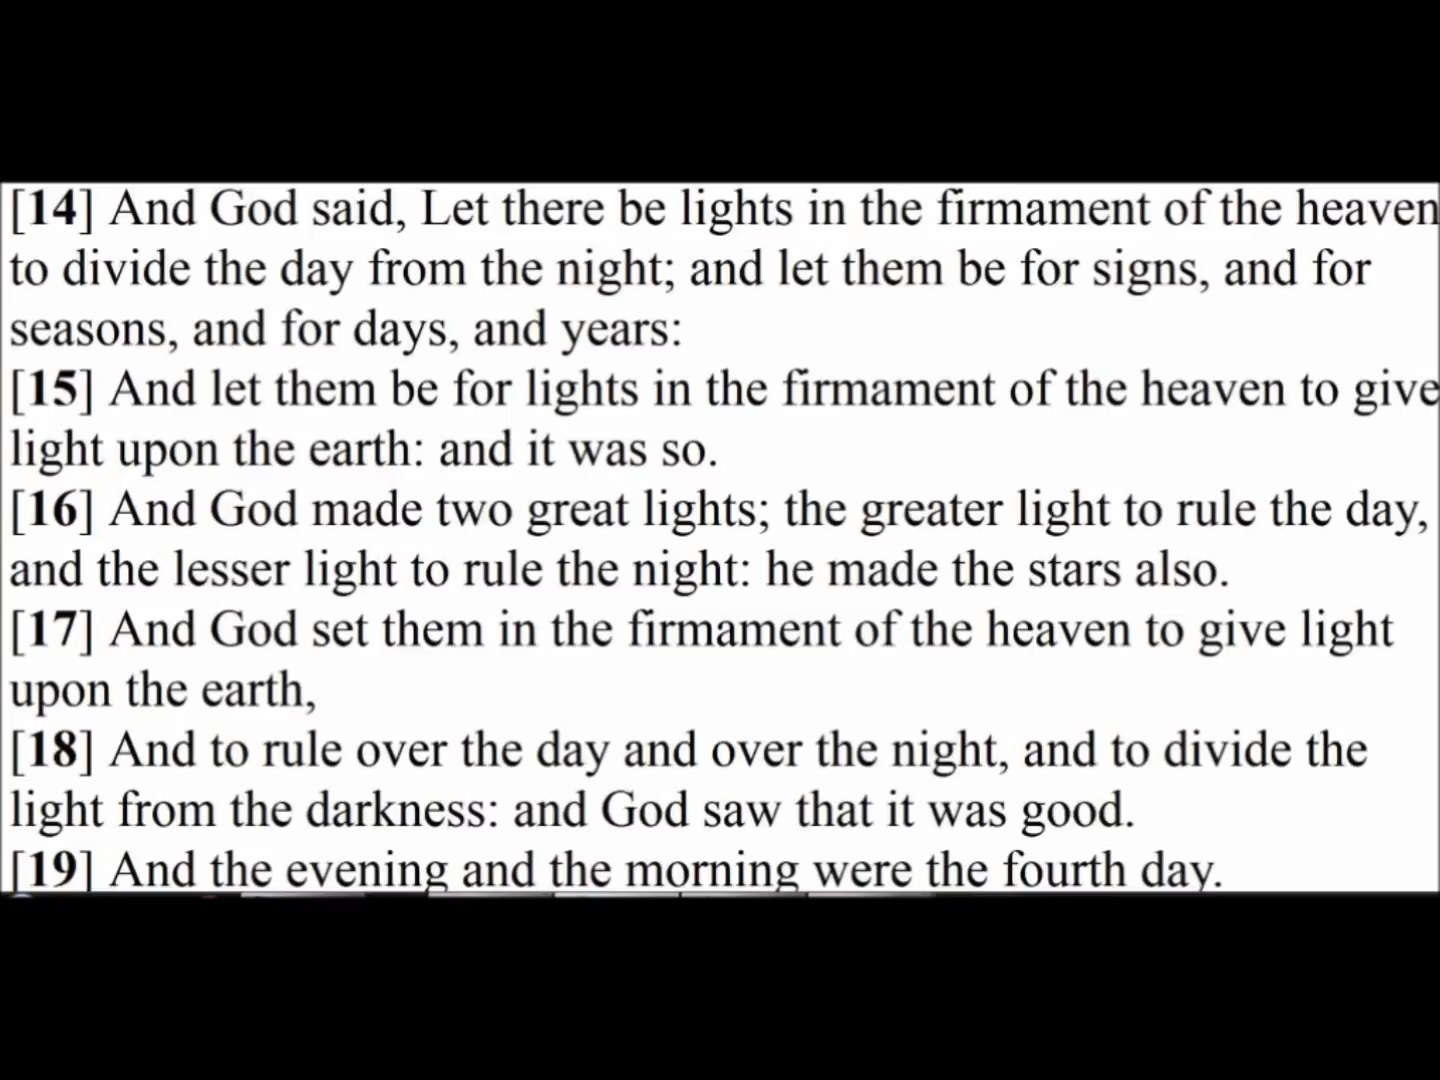 [14] And God said, Let there be lights in the firmament of the heaven
to divide the day from the night; and let them be for signs, and for
seasons, and for days, and years:
[15] And let them be for lights in the firmament of the heaven to give
light upon the earth: and it was so.
[16] And God made two great lights; the greater light to rule the day,
and the lesser light to rule the night: he made the stars also.
[17] And God set them in the firmament of the heaven to give light
upon the earth,
[18] And to rule over the day and over the night, and to divide the
light from the darkness: and God saw that it was good.
[19] And the evening and the morning were the fourth day.